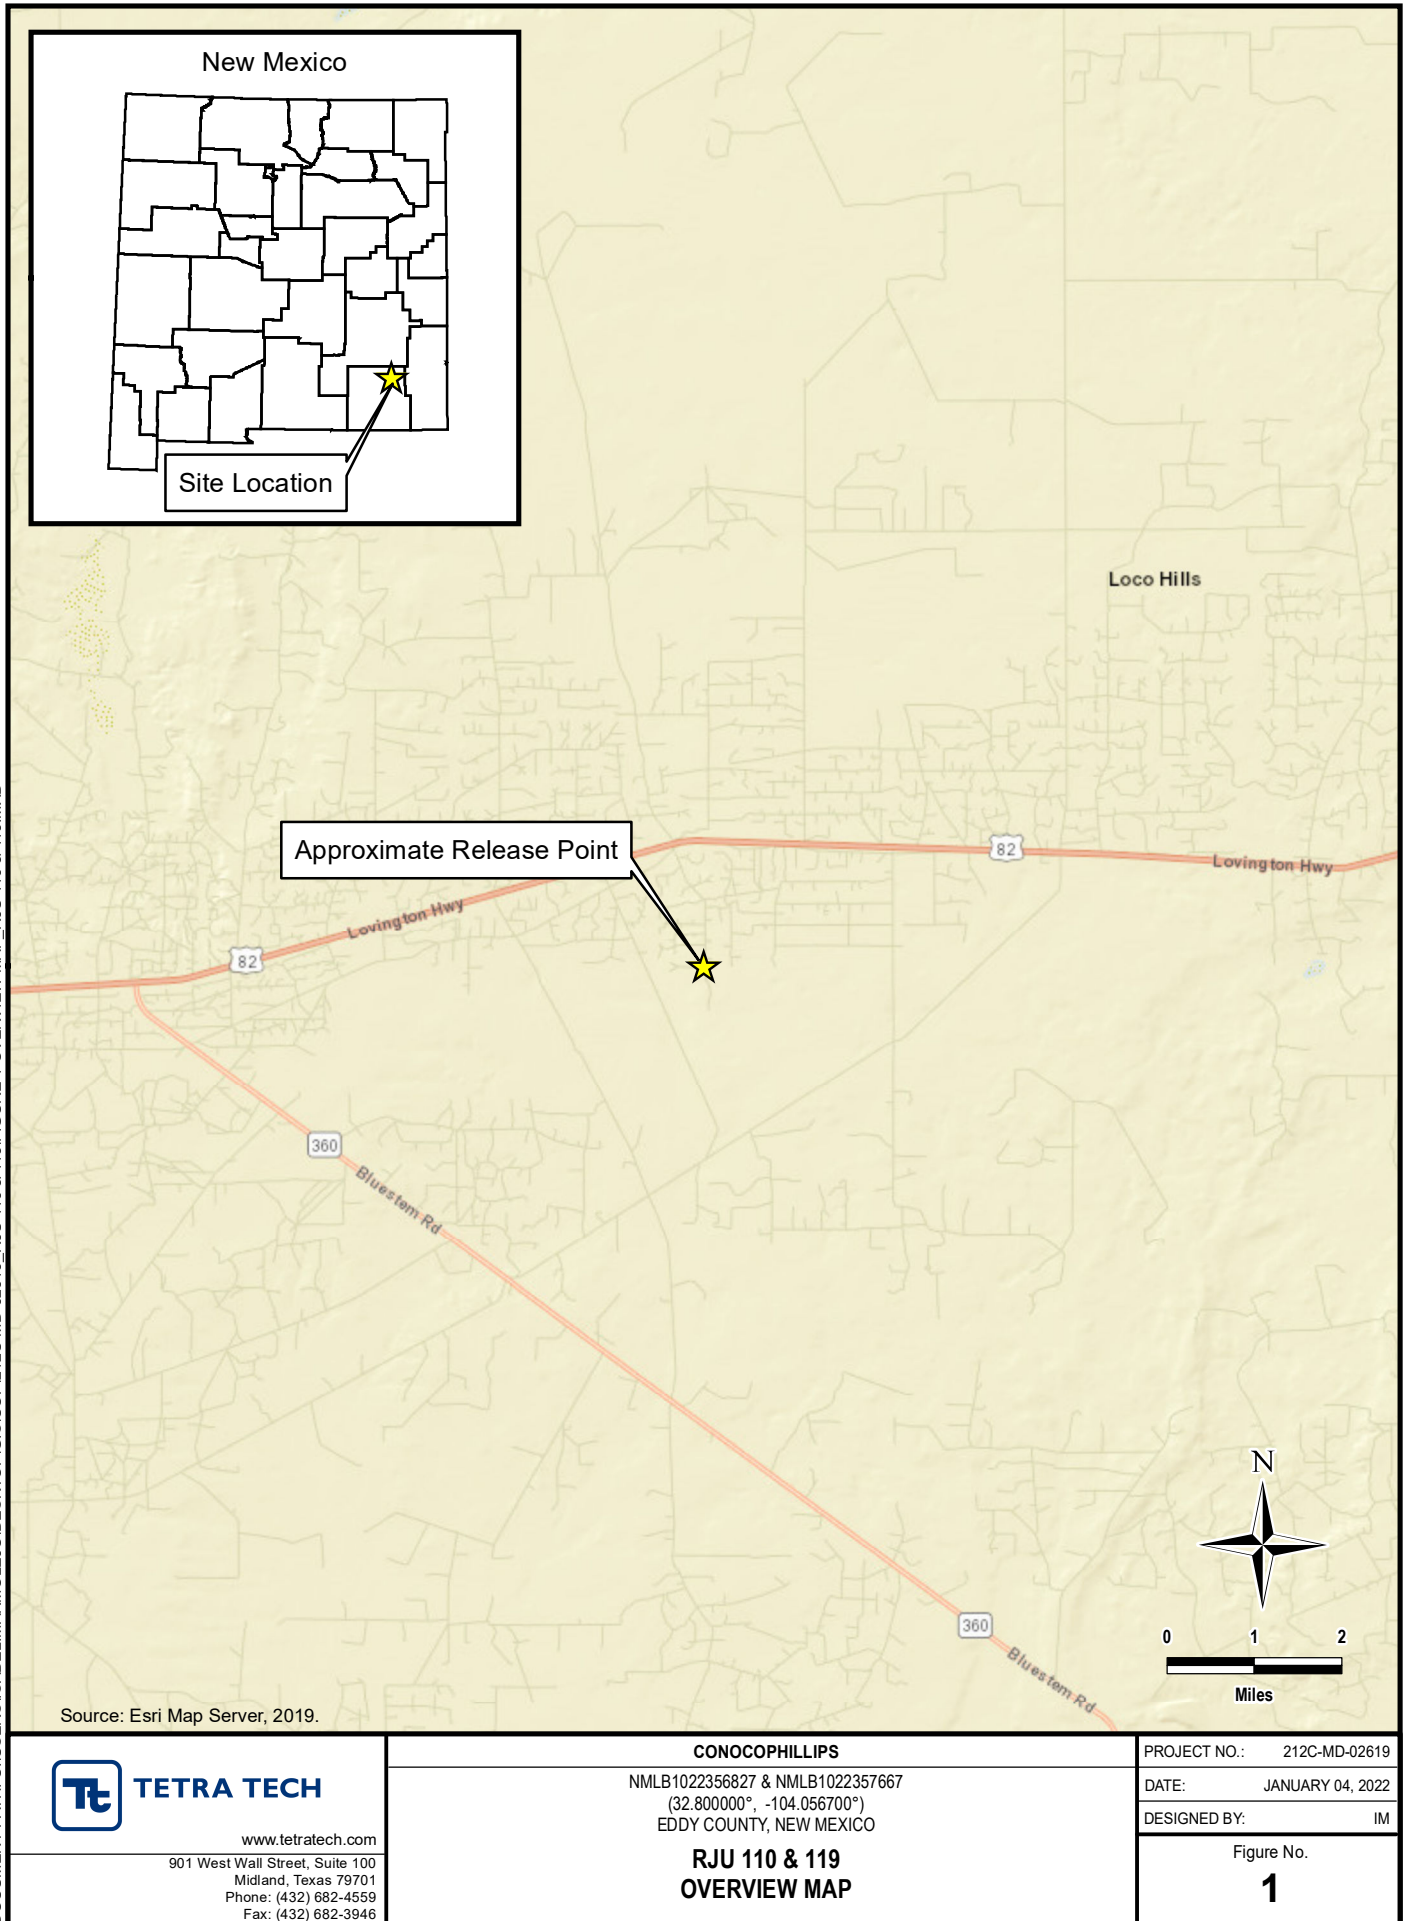 New Mexico
Site Location
Loco Hills
Approximate Release Point
82
Lovington Hwy
Lovington Hwy
82
360
Bluestem Rd
N
360
Bluestem Rd
0 1 2
Miles
Source: Esri Map Server, 2019.
TETRA TECH
www.tetratech.com
901 West Wall Street, Suite 100
Midland, Texas 79701
Phone: (432) 682-4559
Fax: (432) 682-3946
CONOCOPHILLIPS
NMLB1022356827 & NMLB1022357667
(32.800000°, -104.056700°)
EDDY COUNTY, NEW MEXICO
RJU 110 & 119
OVERVIEW MAP
PROJECT NO.: 212C-MD-02619
DATE: JANUARY 04, 2022
DESIGNED BY: IM
Figure No.
1